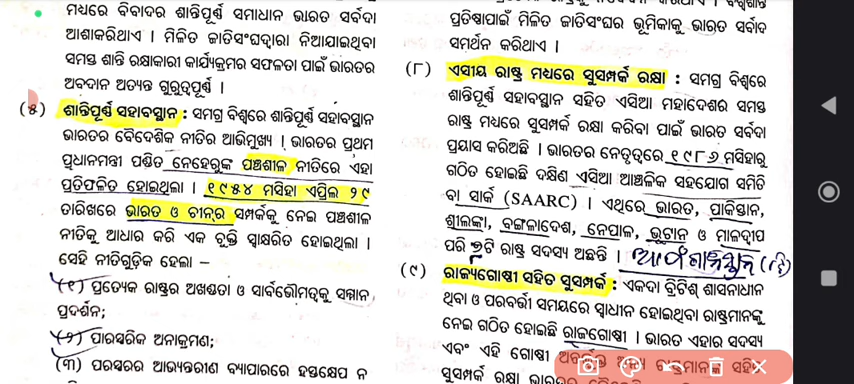 ମଧ୍ୟରେ ବିବାଦର ଶାନ୍ତିପୂର୍ଣ୍ଣ ସମାଧାନ ଭାରତ ସର୍ବଦା
ଆଶାକରିଥାଏ । ମିଳିତ ଜାତିସଂଘଦ୍ୱାରା ନିଆଯାଇଥିବା
ସମସ୍ତ ଶାନ୍ତି ରକ୍ଷାକାରୀ କାର୍ଯ୍ୟକ୍ରମର ସଫଳତା ପାଇଁ ଭାରତର
ଅବଦାନ ଅତ୍ୟନ୍ତ ଗୁରୁତ୍ୱପୂର୍ଣ୍ଣ ।
(୫) ଶାନ୍ତିପୂର୍ଣ୍ଣ ସହାବସ୍ଥାନ : ସମଗ୍ର ବିଶ୍ୱରେ ଶାନ୍ତିପୂର୍ଣ୍ଣ ସହାବସ୍ଥାନ
ଭାରତର ବୈଦେଶିକ ନୀତିର ଆଭିମୁଖ୍ୟ । ଭାରତର ପ୍ରଥମ
ପ୍ରଧାନମନ୍ତ୍ରୀ ପଣ୍ଡିତ ନେହେରୁଙ୍କ ପଞ୍ଚଶୀଳ ନୀତିରେ ଏହା
ପ୍ରତିଫଳିତ ହୋଇଥିଲା । ୧୯୫୪ ମସିହା ଏପ୍ରିଲ ୨୯
ତାରିଖରେ ଭାରତ ଓ ଚୀନ୍‌ର ସମ୍ପର୍କକୁ ନେଇ ପଞ୍ଚଶୀଳ
ନୀତିକୁ ଆଧାର କରି ଏକ ଚୁକ୍ତି ସ୍ୱାକ୍ଷରିତ ହୋଇଥିଲା ।
ସେହି ନୀତିଗୁଡ଼ିକ ହେଲା –
(୧) ପ୍ରତ୍ୟେକ ରାଷ୍ଟ୍ରର ଅଖଣ୍ଡତା ଓ ସାର୍ବଭୌମତ୍ୱକୁ ସମ୍ମାନ
ପ୍ରଦର୍ଶନ;
(୨) ପାରସ୍ପରିକ ଅନାକ୍ରମଣ;
(୩) ପରସ୍ପରର ଆଭ୍ୟନ୍ତରୀଣ ବ୍ୟାପାରରେ ହସ୍ତକ୍ଷେପ ନ
ପ୍ରତିଷ୍ଠାପାଇଁ ମିଳିତ ଜାତିସଂଘର ଭୂମିକାକୁ ଭାରତ ସର୍ବଦା
ସମର୍ଥନ କରିଥାଏ ।
(୮) ଏସୀୟ ରାଷ୍ଟ୍ର ମଧ୍ୟରେ ସୁସମ୍ପର୍କ ରକ୍ଷା : ସମଗ୍ର ବିଶ୍ୱରେ
ଶାନ୍ତିପୂର୍ଣ୍ଣ ସହାବସ୍ଥାନ ସହିତ ଏସିଆ ମହାଦେଶର ସମସ୍ତ
ରାଷ୍ଟ୍ର ମଧ୍ୟରେ ସୁସମ୍ପର୍କ ରକ୍ଷା କରିବା ପାଇଁ ଭାରତ ସର୍ବଦା
ପ୍ରୟାସ କରିଅଛି । ଭାରତର ନେତୃତ୍ୱରେ ୧୯୮୬ ମସିହାରୁ
ଗଠିତ ହୋଇଛି ଦକ୍ଷିଣ ଏସିଆ ଆଞ୍ଚଳିକ ସହଯୋଗ ସମିତି
ବା ସାର୍କ (SAARC) । ଏଥିରେ ଭାରତ, ପାକିସ୍ତାନ,
ଶ୍ରୀଲଙ୍କା, ବଙ୍ଗଳାଦେଶ, ନେପାଳ, ଭୁଟାନ୍ ଓ ମାଳଦ୍ୱୀପ
ପରି ୭ଟି ରାଷ୍ଟ୍ର ସଦସ୍ୟ ଅଛନ୍ତି ।
(୯) ରାଜ୍ୟଗୋଷ୍ଠୀ ସହିତ ସୁସମ୍ପର୍କ : ଏକଦା ବ୍ରିଟିଶ୍ ଶାସନାଧୀନ
ଥିବା ଓ ପରବର୍ତ୍ତୀ ସମୟରେ ସ୍ୱାଧୀନ ହୋଇଥିବା ରାଷ୍ଟ୍ରମାନଙ୍କୁ
ନେଇ ଗଠିତ ହୋଇଛି ରାଜଗୋଷ୍ଠୀ । ଭାରତ ଏହାର ସଦସ୍ୟ
ଏବଂ ଏହି ଗୋଷ୍ଠୀ
ସୁସମ୍ପର୍କ ରକ୍ଷା